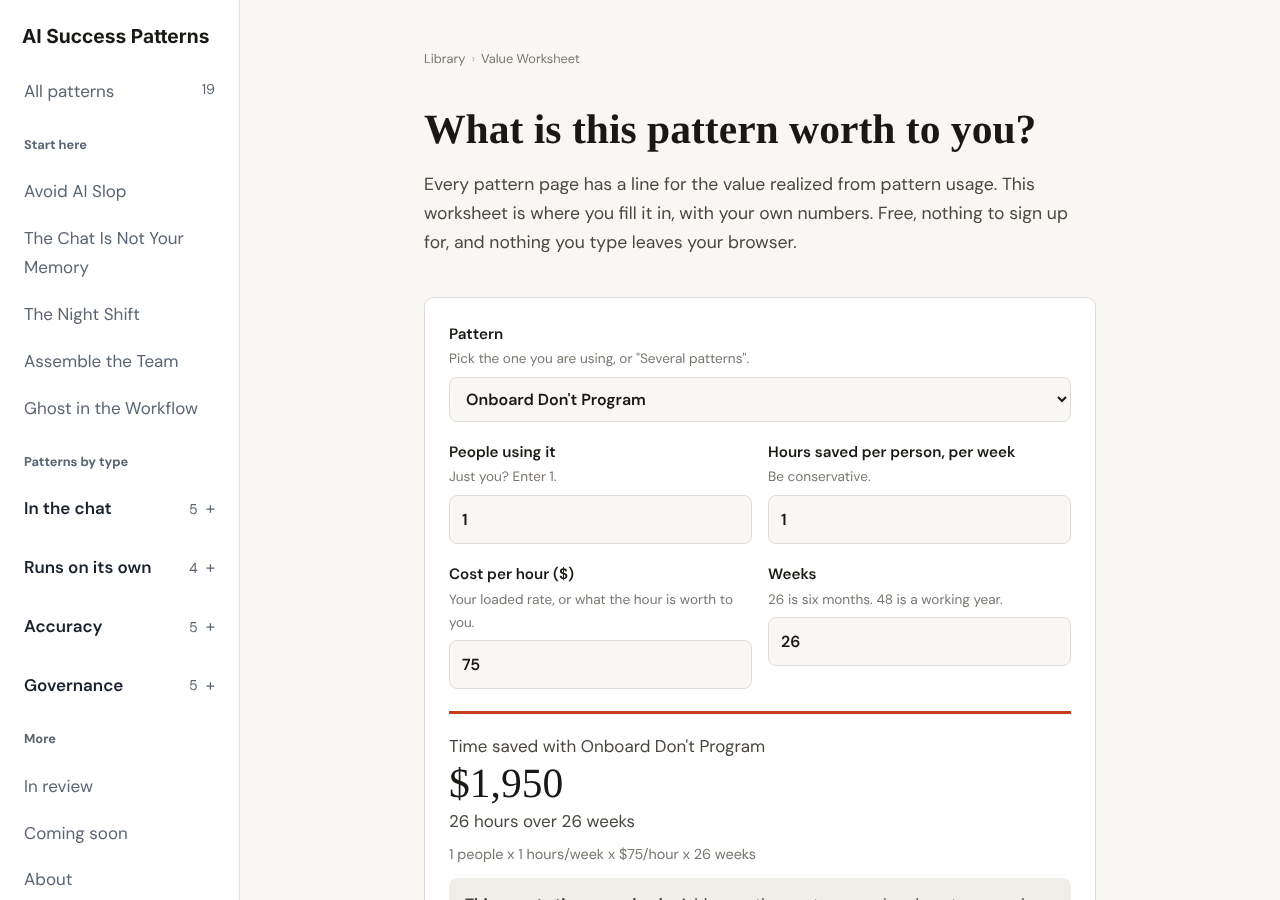 AI Success Patterns
All patterns 19
Start here
Avoid AI Slop
The Chat Is Not Your
Memory
The Night Shift
Assemble the Team
Ghost in the Workflow
Patterns by type
In the chat 5 +
Runs on its own 4 +
Accuracy 5 +
Governance 5 +
More
In review
Coming soon
About
Library › Value Worksheet
What is this pattern worth to you?
Every pattern page has a line for the value realized from pattern usage. This
worksheet is where you fill it in, with your own numbers. Free, nothing to sign up
for, and nothing you type leaves your browser.
Pattern
Pick the one you are using, or "Several patterns".
Onboard Don't Program
People using it
Just you? Enter 1.
1
Hours saved per person, per week
Be conservative.
1
Cost per hour ($)
Your loaded rate, or what the hour is worth to
you.
75
Weeks
26 is six months. 48 is a working year.
26
Time saved with Onboard Don't Program
$1,950
26 hours over 26 weeks
1 people x 1 hours/week x $75/hour x 26 weeks